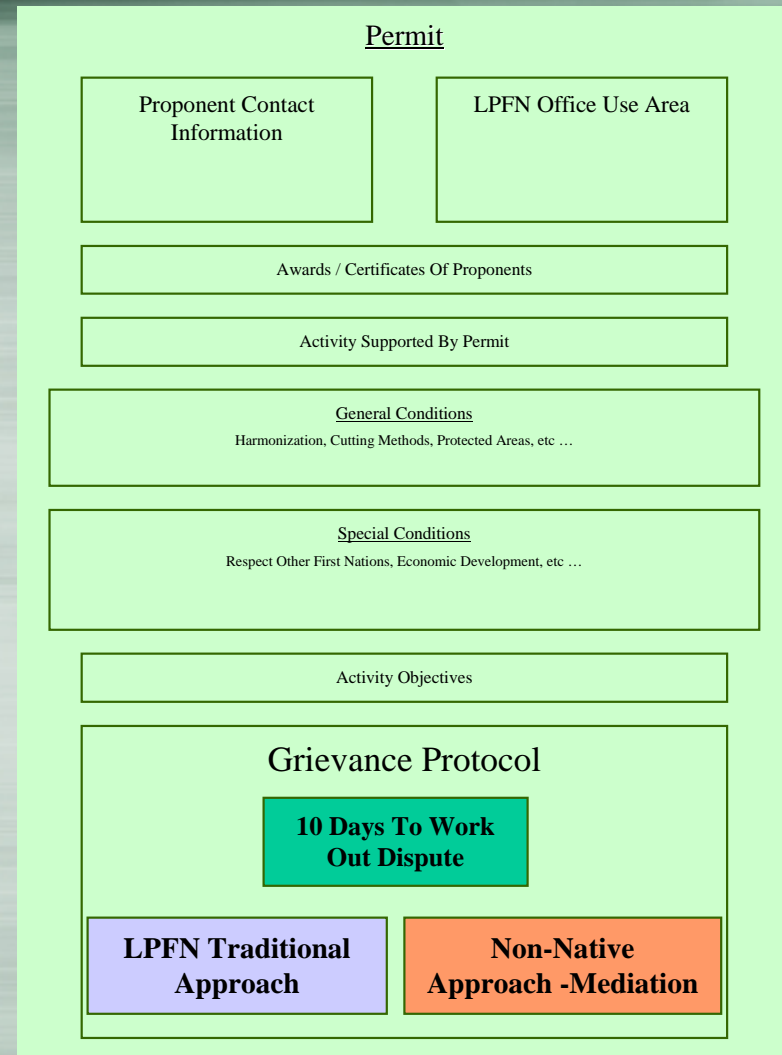 Permit
Proponent Contact
Information
LPFN Office Use Area
Awards / Certificates Of Proponents
Activity Supported By Permit
General Conditions
Harmonization, Cutting Methods, Protected Areas, etc …
Special Conditions
Respect Other First Nations, Economic Development, etc …
Activity Objectives
Grievance Protocol
10 Days To Work
Out Dispute
LPFN Traditional
Approach
Non-Native
Approach -Mediation